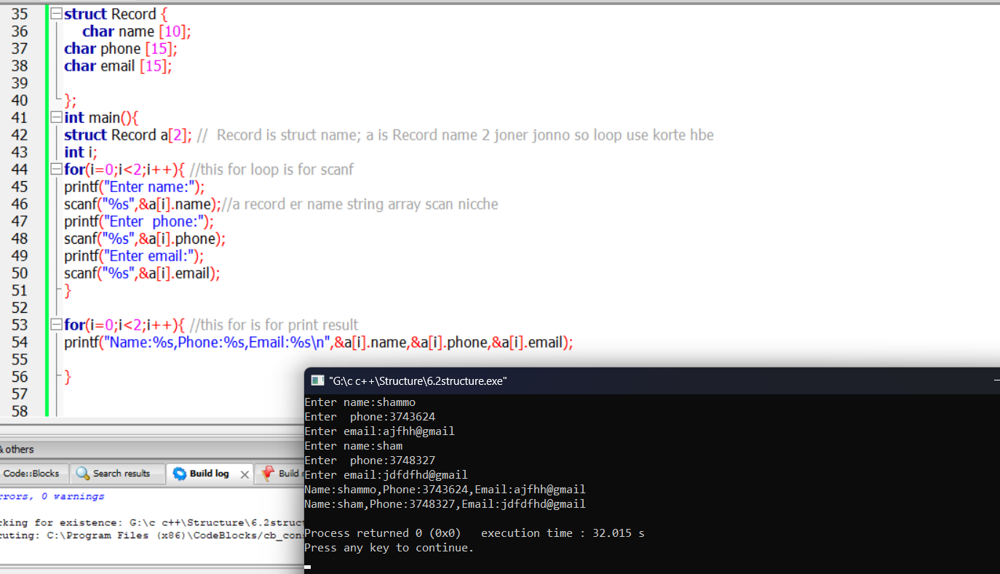 35 struct Record {
36 char name [10];
37 char phone [15];
38 char email [15];
39
40 };
41 int main(){
42 struct Record a[2]; // Record is struct name; a is Record name 2 joner jonno so loop use korte hbe
43 int i;
44 for(i=0;i<2;i++){ //this for loop is for scanf
45 printf("Enter name:");
46 scanf("%s",&a[i].name);//a record er name string array scan nicche
47 printf("Enter  phone:");
48 scanf("%s",&a[i].phone);
49 printf("Enter email:");
50 scanf("%s",&a[i].email);
51 }
52
53 for(i=0;i<2;i++){ //this for is for print result
54 printf("Name:%s,Phone:%s,Email:%s\n",&a[i].name,&a[i].phone,&a[i].email);
55
56 }
57
58
"G:\c c++\Structure\6.2structure.exe"
Enter name:shammo
Enter  phone:3743624
Enter email:ajfhh@gmail
Enter name:sham
Enter  phone:3748327
Enter email:jdfdfhd@gmail
Name:shammo,Phone:3743624,Email:ajfhh@gmail
Name:sham,Phone:3748327,Email:jdfdfhd@gmail
Process returned 0 (0x0)   execution time : 32.015 s
Press any key to continue.
& others
Code::Blocks Search results Build log Build
rrors, 0 warnings
cking for existence: G:\c c++\Structure\6.2struct
cuting: C:\Program Files (x86)\CodeBlocks/cb_con